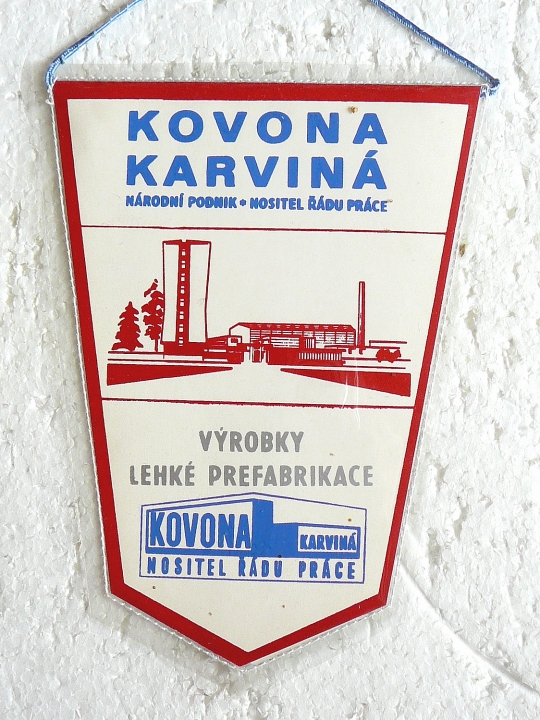 KOVONA
KARVINÁ
NÁRODNÍ PODNIK • NOSITEL ŘÁDU PRÁCE
VÝROBKY
LEHKÉ PREFABRIKACE
KOVONA KARVINÁ
NOSITEL ŘÁDU PRÁCE